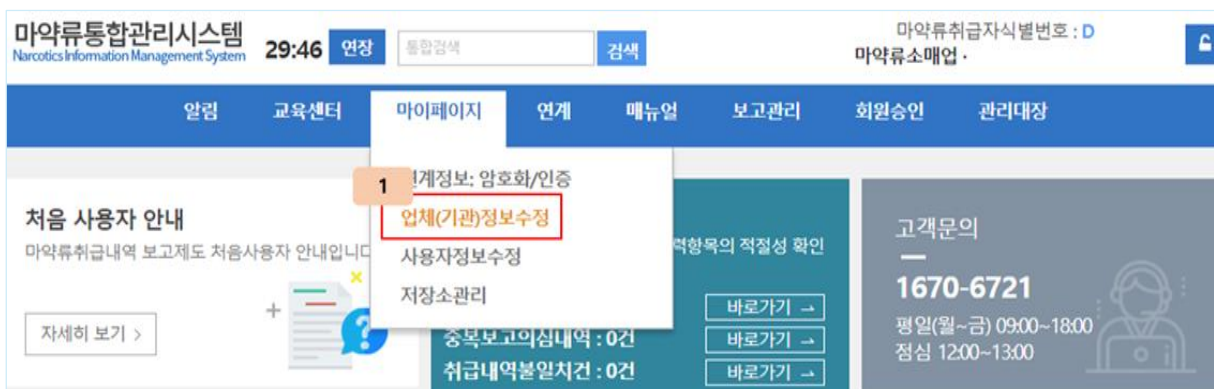 마약류통합관리시스템
Narcotics Information Management System
29:46 연장 통합검색 검색
마약류취급자식별번호 : D
마약류소매업 ·
알림 교육센터 마이페이지 연계 매뉴얼 보고관리 회원승인 관리대장
1
계정보: 암호화/인증
업체(기관)정보수정
사용자정보수정
저장소관리
처음 사용자 안내
마약류취급내역 보고제도 처음사용자 안내입니다
자세히 보기 >
력항목의 적절성 확인
바로가기 →
중복보고의심내역 : 0건 바로가기 →
취급내역불일치건 : 0건 바로가기 →
고객문의
1670-6721
평일(월~금) 09:00~18:00
점심 12:00~13:00